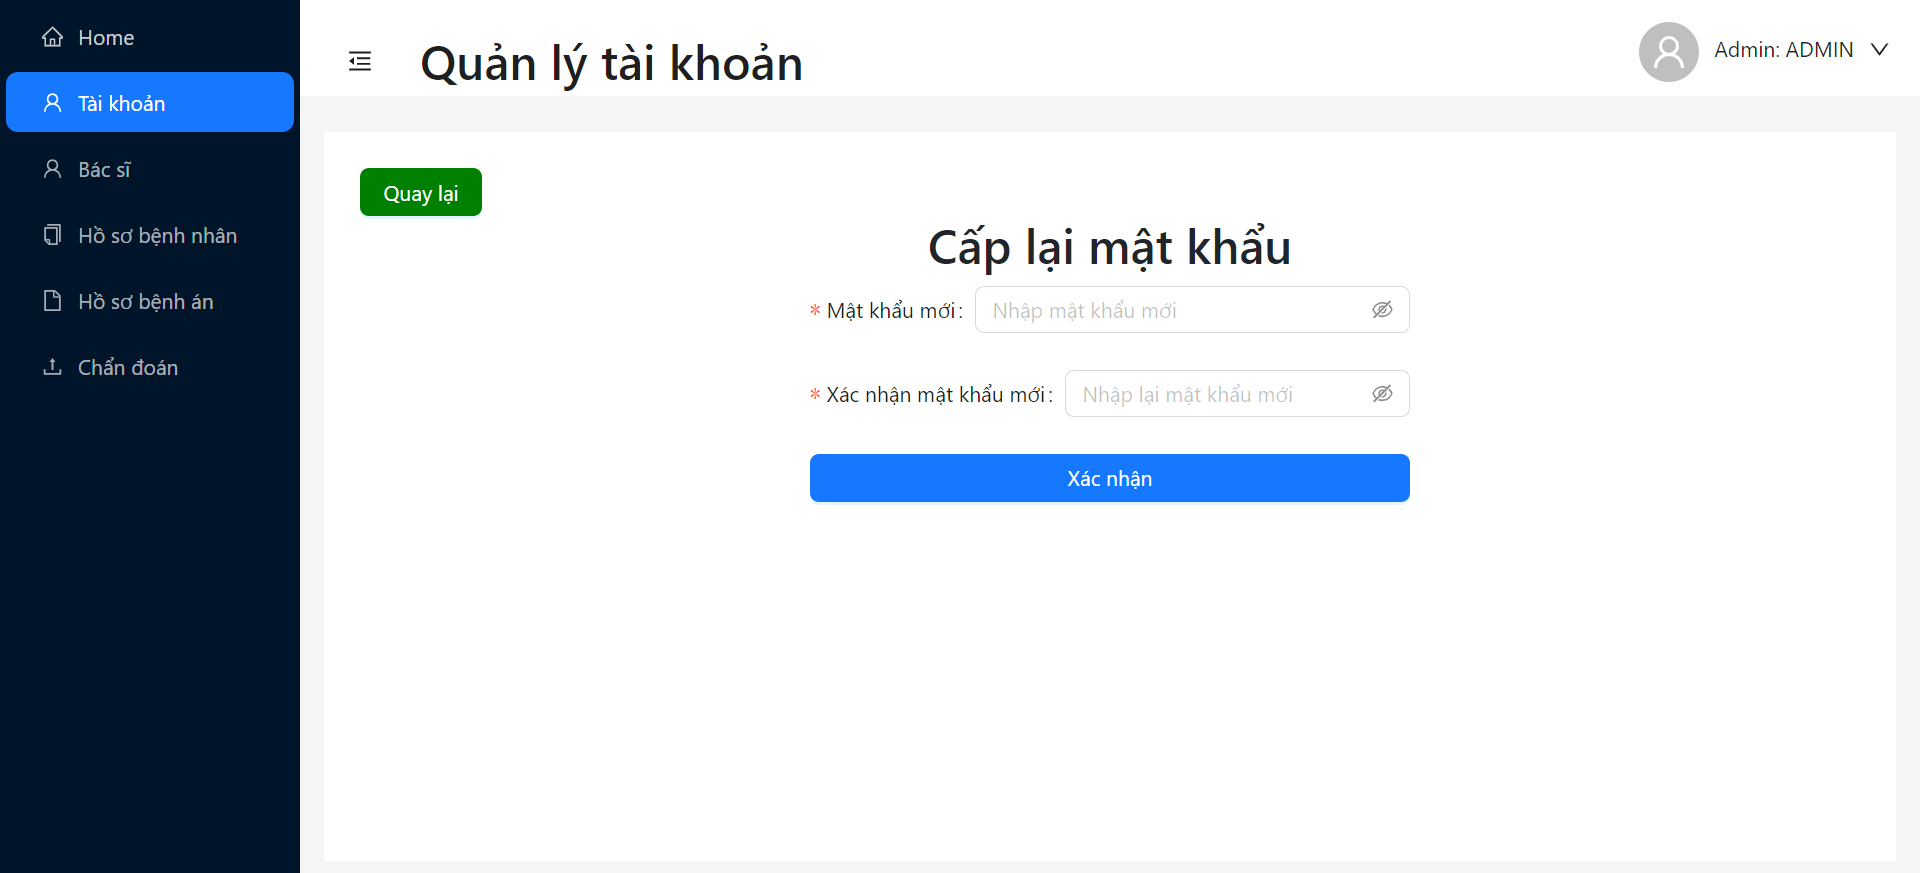 Home
Tài khoản
Bác sĩ
Hồ sơ bệnh nhân
Hồ sơ bệnh án
Chẩn đoán
Quản lý tài khoản
Admin: ADMIN
Quay lại
Cấp lại mật khẩu
* Mật khẩu mới: Nhập mật khẩu mới
* Xác nhận mật khẩu mới: Nhập lại mật khẩu mới
Xác nhận